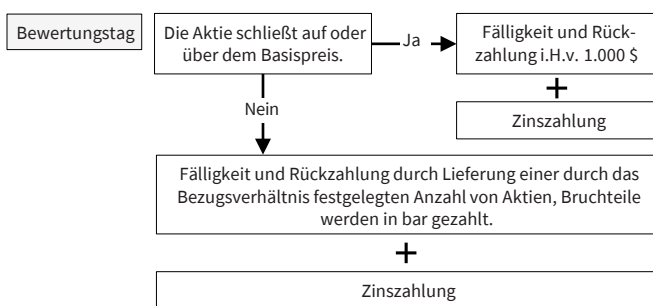 Bewertungstag
Die Aktie schließt auf oder
über dem Basispreis.
Ja
Fälligkeit und Rück-
zahlung i.H.v. 1.000 $
+
Zinszahlung
Nein
Fälligkeit und Rückzahlung durch Lieferung einer durch das
Bezugsverhältnis festgelegten Anzahl von Aktien, Bruchteile
werden in bar gezahlt.
+
Zinszahlung